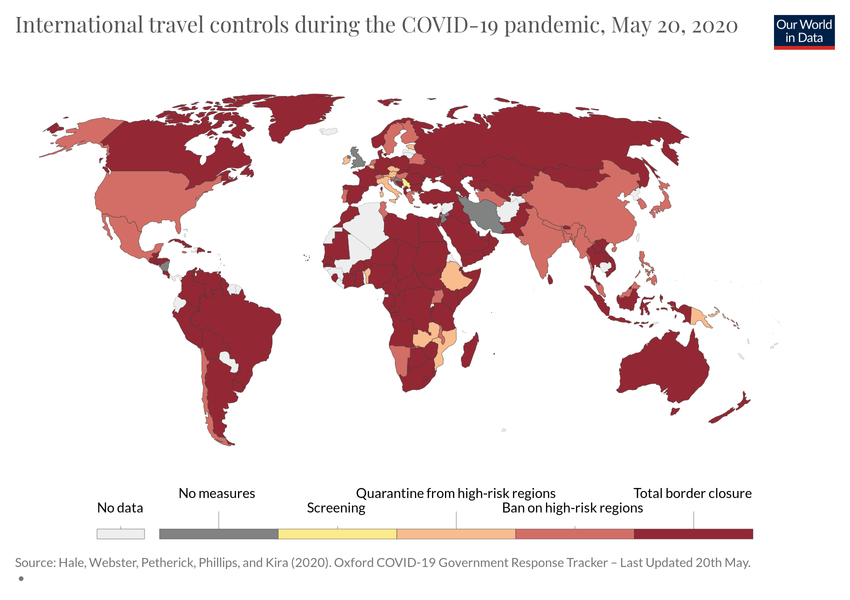 International travel controls during the COVID-19 pandemic, May 20, 2020
Our World
in Data
No data
No measures
Screening
Quarantine from high-risk regions
Ban on high-risk regions
Total border closure
Source: Hale, Webster, Petherick, Phillips, and Kira (2020). Oxford COVID-19 Government Response Tracker – Last Updated 20th May.